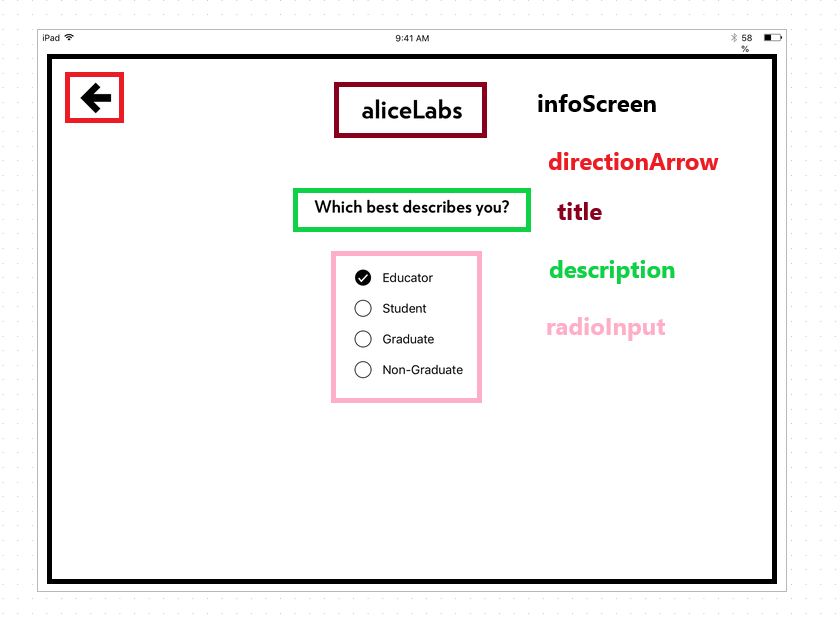 iPad 9:41 AM 58
%
aliceLabs
infoScreen
directionArrow
Which best describes you?
title
description
Educator
Student
radioInput
Graduate
Non-Graduate